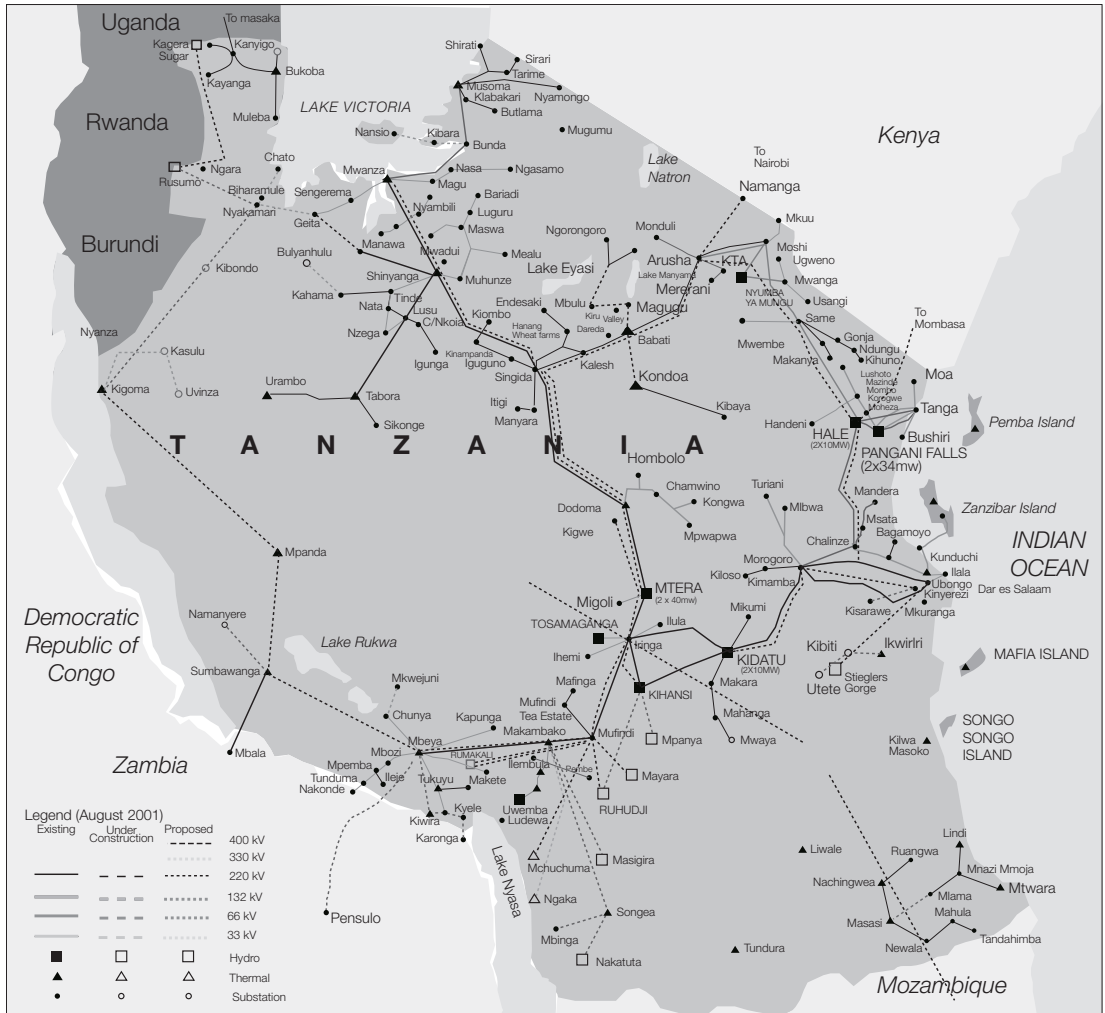 Uganda
To masaka
Kagera
Sugar
Kanyigo
Bukoba
Kayanga
Muleba
LAKE VICTORIA
Rwanda
Rusumo
Ngara
Chato
Biharamule
Nyakamari
Burundi
Shirati
Sirari
Tarime
Musoma
Klabakari
Nyamongo
Butlama
Mugumu
Nansio
Kibara
Bunda
Kenya
Mwanza
Nasa
Ngasamo
Magu
Sengerema
Geita
Nyambili
Bariadi
Luguru
Manawa
Maswa
Mwadui
Mealu
Bulyanhulu
Shinyanga
Muhunze
Kibondo
Kahama
Tinde
Nata
Lusu
C/Nkoia
Nzega
Igunga
Lake
Natron
To
Nairobi
Namanga
Ngorongoro
Monduli
Mkuu
Moshi
Arusha
KTA
Ugweno
Lake Eyasi
Lake Manyama
Mererani
NYUNBA
YA MUNGU
Mwanga
Usangi
Endesaki
Mbulu
Magugu
Kiru
Valley
Kiombo
Hanang
Wheat farms
Dareda
Babati
Same
To
Mombasa
Mwembe
Gonja
Makanya
Ndungu
Kihuno
Kinampanda
Iguguno
Kalesh
Singida
Nyanza
Kasulu
Kigoma
Uvinza
Urambo
Tabora
Sikonge
Itigi
Manyara
Kondoa
Kibaya
Lushoto
Mazinde
Mombo
Korogwe
Moheza
Moa
Tanga
Handeni
HALE
(2X10MW)
Bushiri
PANGANI FALLS
(2x34mw)
Pemba Island
TANZANIA
Hombolo
Chamwino
Kongwa
Turiani
Mlbwa
Mandera
Dodoma
Kigwe
Mpwapwa
Msata
Bagamoyo
Zanzibar Island
Chalinze
Kunduchi
INDIAN
OCEAN
Mpanda
Morogoro
Kiloso
Kimamba
Ilala
Ubongo
Dar es Salaam
Kinyerezi
Mkuranga
Kisarawe
MTERA
(2 x 40mw)
Migoli
Mikumi
Democratic
Republic of
Congo
Namanyere
Lake Rukwa
TOSAMAGANGA
Ilula
Iringa
Ihemi
KIDATU
(2X10MW)
Kibiti
Ikwirlri
Utete
Stieglers
Gorge
MAFIA ISLAND
Sumbawanga
Mkwejuni
Mafinga
KIHANSI
Makara
Chunya
Kapunga
Mufindi
Tea Estate
Makambako
Mahanga
Mufindi
Mpanya
Mwaya
Kilwa
Masoko
SONGO
SONGO
ISLAND
Mbala
Zambia
Mbeya
Mbozi
RUMAKALI
Mpemba
Ilembula
Tunduma
Ileje
Nakonde
Tukuyu
Makete
Mayara
Uwemba
RUHUDJI
Kyele
Kiwira
Ludewa
Karonga
Lake Nyasa
Mchuchuma
Masigira
Ngaka
Songea
Pensulo
Mbinga
Nakatuta
Tundura
Liwale
Lindi
Ruangwa
Mnazi Mmoja
Nachingwea
Mtwara
Mlama
Masasi
Mahula
Newala
Tandahimba
Mozambique
Legend (August 2001)
Existing
Under
Construction
Proposed
400 kV
330 kV
220 kV
132 kV
66 kV
33 kV
Hydro
Thermal
Substation